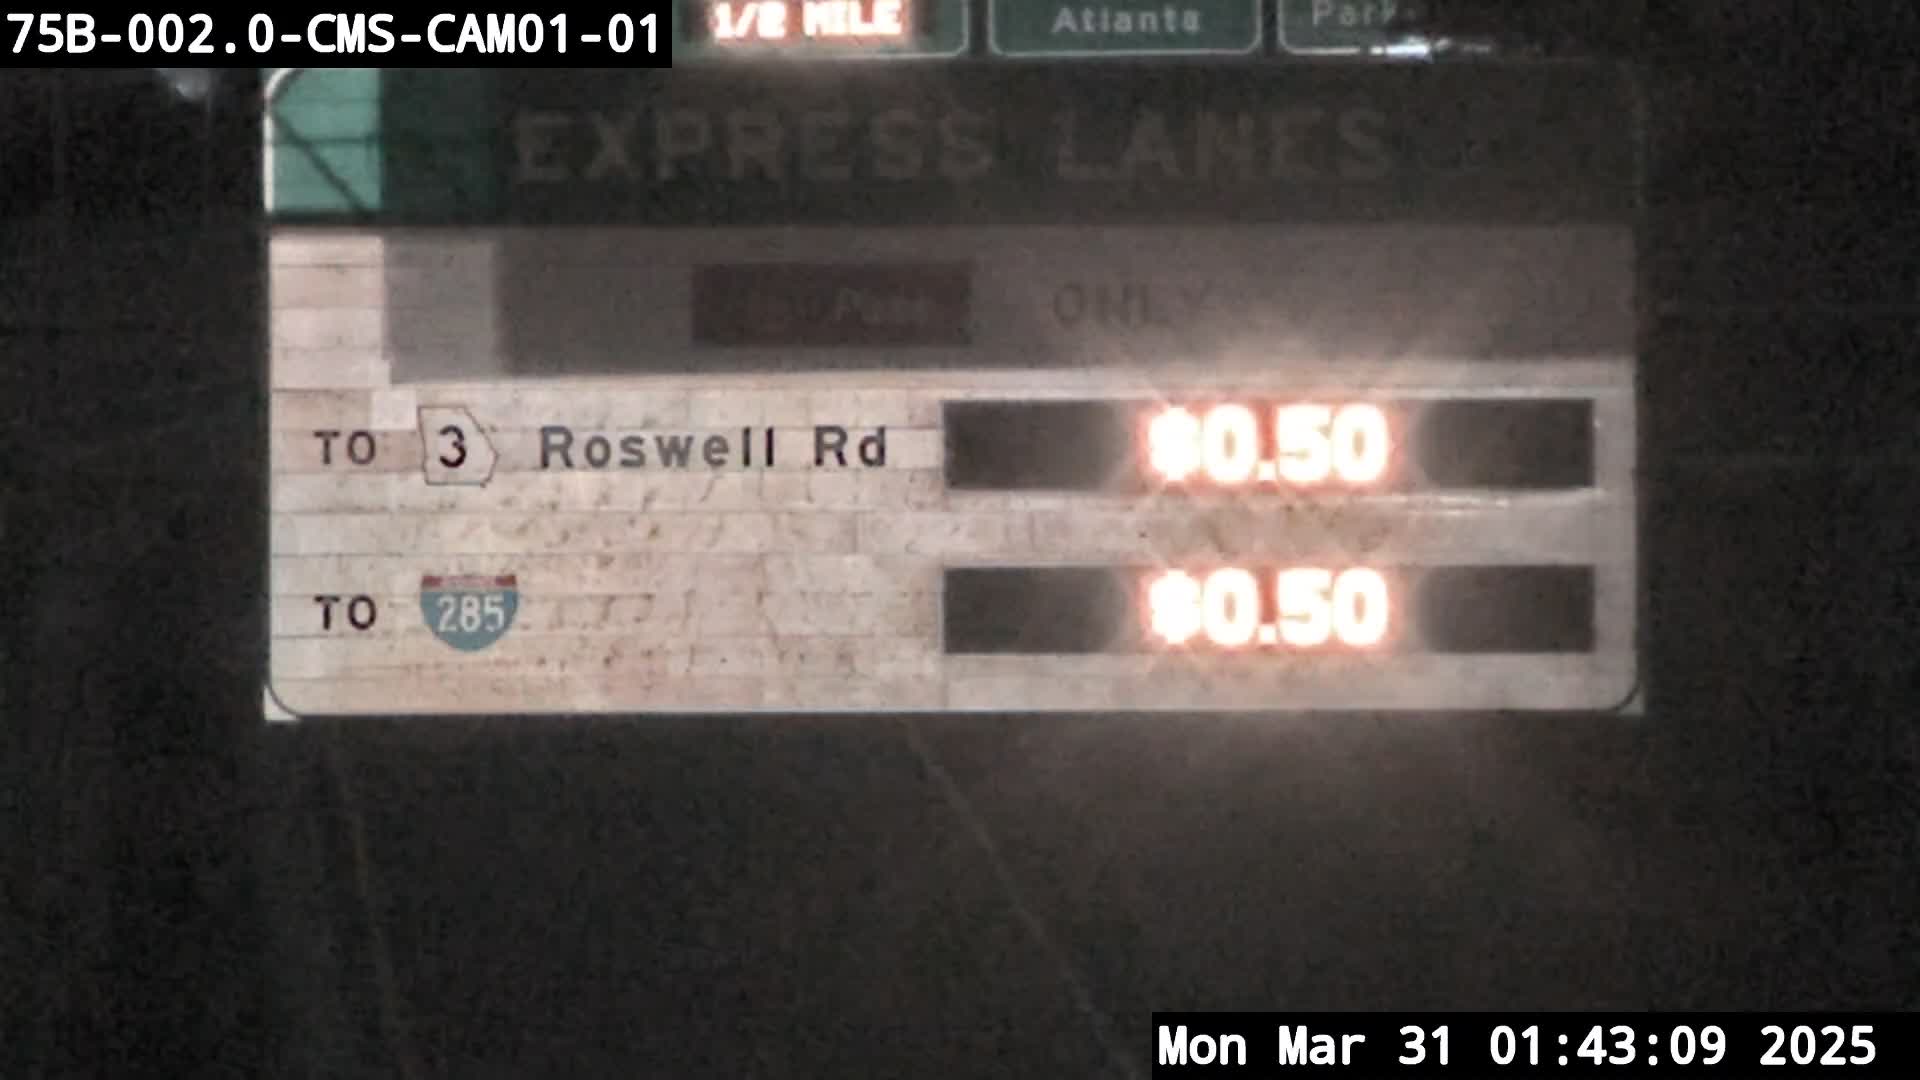 75B-002.0-CMS-CAM01-01
1/2 MILE
Atlanta
Park
EXPRESS LANES
ONLY
TO 3 Roswell Rd $0.50
TO 285 $0.50
Mon Mar 31 01:43:09 2025